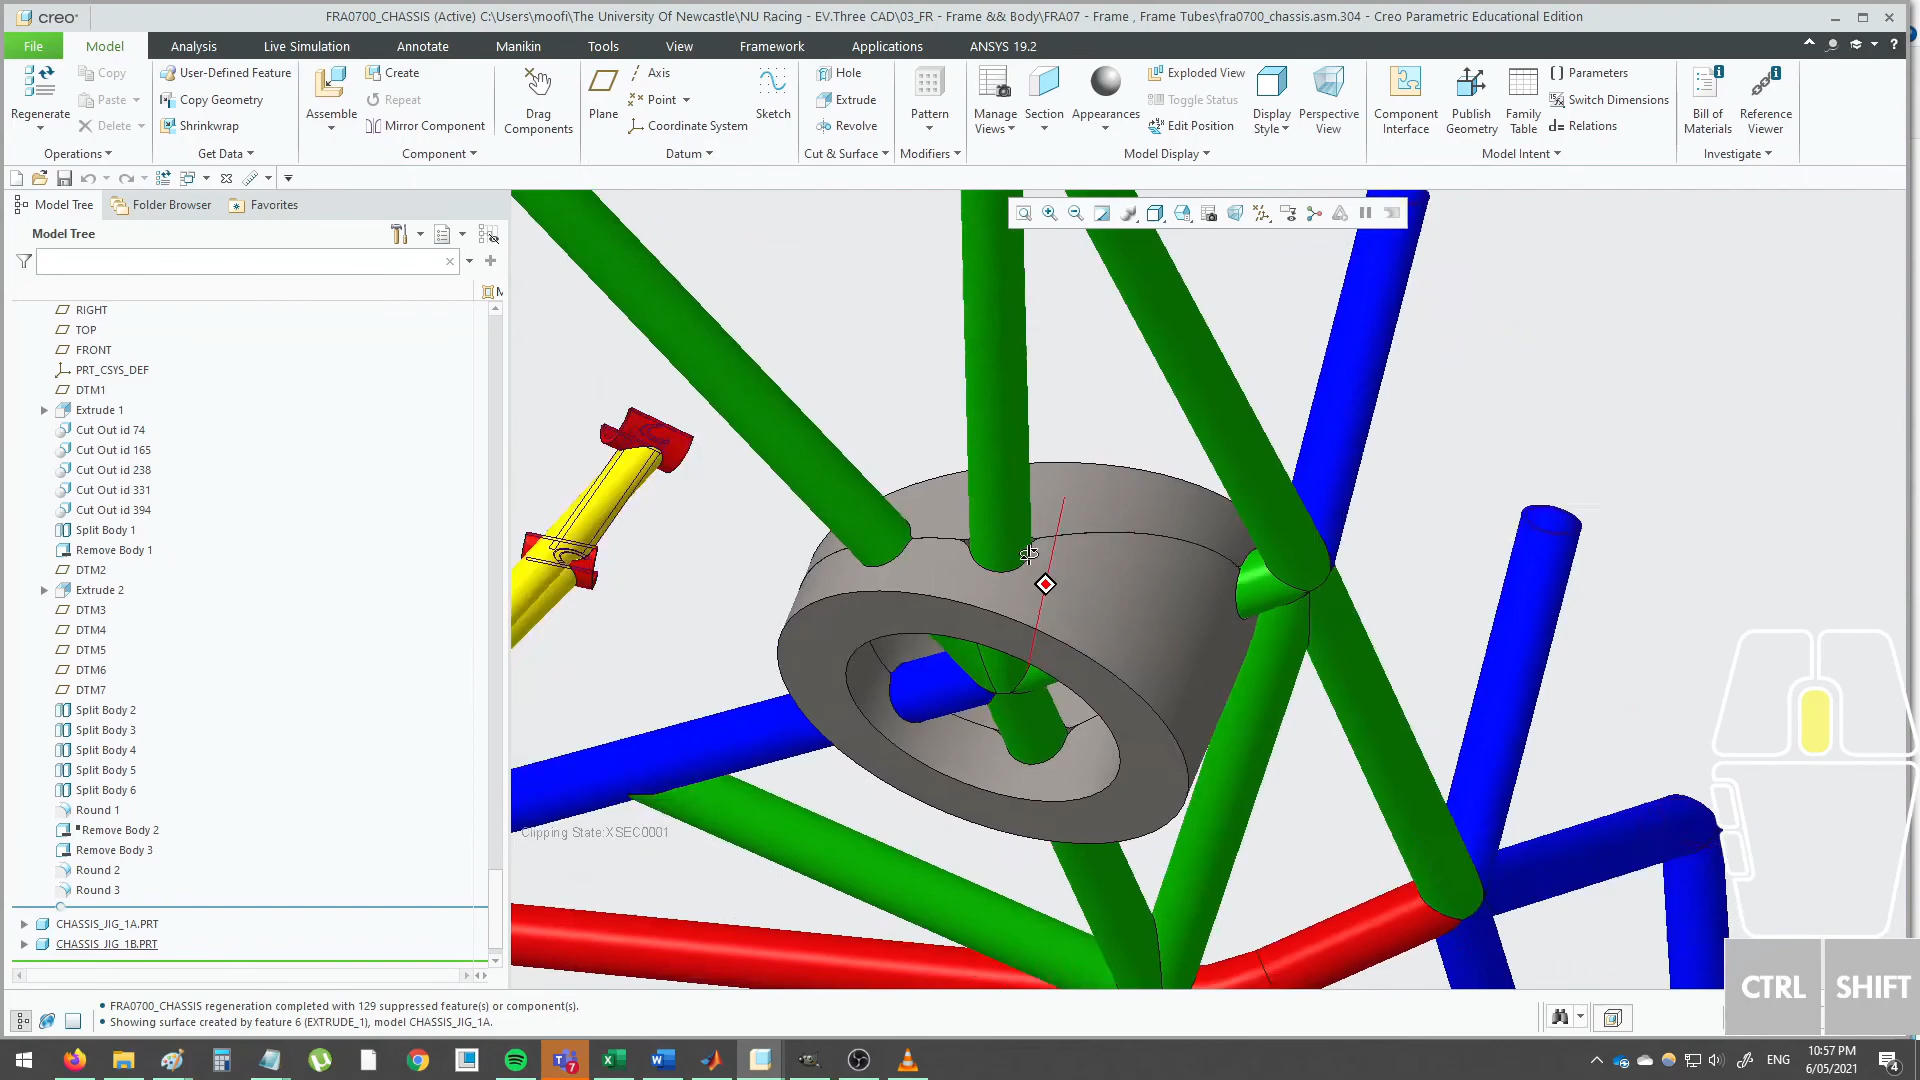 creo
FRA0700_CHASSIS (Active) C:\Users\moofi\The University Of Newcastle\NU Racing - EV.Three CAD\03_FR - Frame && Body\FRA07 - Frame , Frame Tubes\fra0700_chassis.asm.304 - Creo Parametric Educational Edition
File Model Analysis Live Simulation Annotate Manikin Tools View Framework Applications ANSYS 19.2
Regenerate
Copy
Paste
Delete
Operations
User-Defined Feature
Copy Geometry
Shrinkwrap
Get Data
Assemble
Create
Repeat
Mirror Component
Component
Drag Components
Plane
Axis
Point
Coordinate System
Sketch
Datum
Hole
Extrude
Revolve
Cut & Surface
Pattern
Modifiers
Manage Views
Section
Appearances
Exploded View
Toggle Status
Edit Position
Display Style
Perspective View
Model Display
Component Interface
Publish Geometry
Family Table
Parameters
Switch Dimensions
Relations
Model Intent
Bill of Materials
Reference Viewer
Investigate
Model Tree Folder Browser Favorites
Model Tree
M
RIGHT
TOP
FRONT
PRT_CSYS_DEF
DTM1
Extrude 1
Cut Out id 74
Cut Out id 165
Cut Out id 238
Cut Out id 331
Cut Out id 394
Split Body 1
Remove Body 1
DTM2
Extrude 2
DTM3
DTM4
DTM5
DTM6
DTM7
Split Body 2
Split Body 3
Split Body 4
Split Body 5
Split Body 6
Round 1
Remove Body 2
Remove Body 3
Round 2
Round 3
CHASSIS_JIG_1A.PRT
CHASSIS_JIG_1B.PRT
Clipping State:XSEC0001
CTRL SHIFT
FRA0700_CHASSIS regeneration completed with 129 suppressed feature(s) or component(s).
Showing surface created by feature 6 (EXTRUDE_1), model CHASSIS_JIG_1A.
7
ENG
10:57 PM
6/05/2021
4